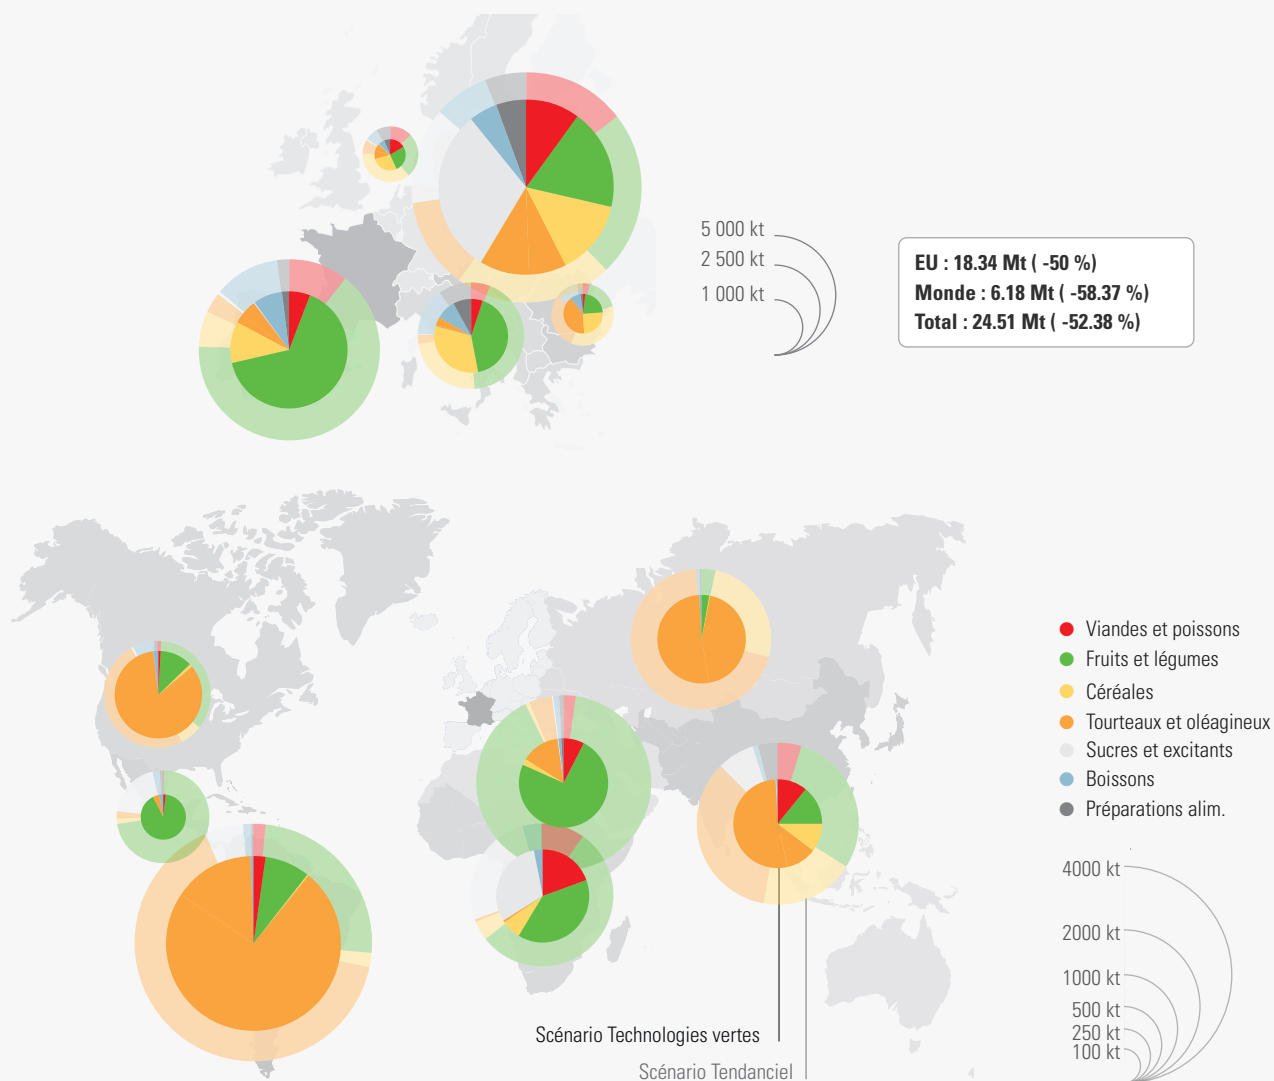 5 000 kt
2 500 kt
1 000 kt
EU : 18.34 Mt ( -50 %)
Monde : 6.18 Mt ( -58.37 %)
Total : 24.51 Mt ( -52.38 %)
Viandes et poissons
Fruits et légumes
Céréales
Tourteaux et oléagineux
Sucres et excitants
Boissons
Préparations alim.
4000 kt
2000 kt
1000 kt
500 kt
250 kt
100 kt
Scénario Technologies vertes
Scénario Tendanciel